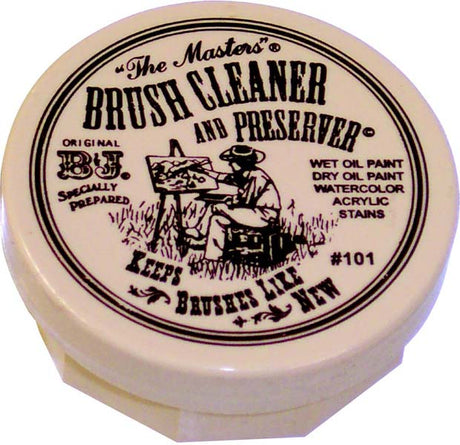 "The Masters"®
BRUSH CLEANER
AND PRESERVER©
ORIGINAL
B&J.
SPECIALLY
PREPARED
WET OIL PAINT
DRY OIL PAINT
WATERCOLOR
ACRYLIC
STAINS
#101
KEEPS
BRUSHES LIKE
NEW